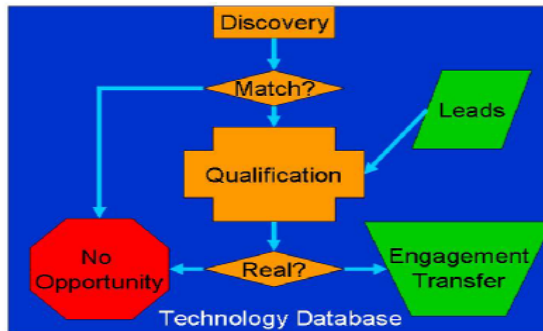 Discovery
Match?
Leads
Qualification
No
Opportunity
Real?
Engagement
Transfer
Technology Database